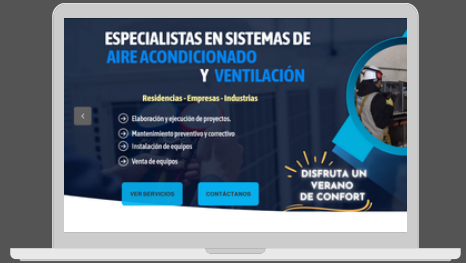 ESPECIALISTAS EN SISTEMAS DE
AIRE ACONDICIONADO
Y VENTILACIÓN
Residencias - Empresas - Industrias
Elaboración y ejecución de proyectos.
Mantenimiento preventivo y correctivo
Instalación de equipos
Venta de equipos
VER SERVICIOS
CONTÁCTANOS
DISFRUTA UN
VERANO
DE CONFORT